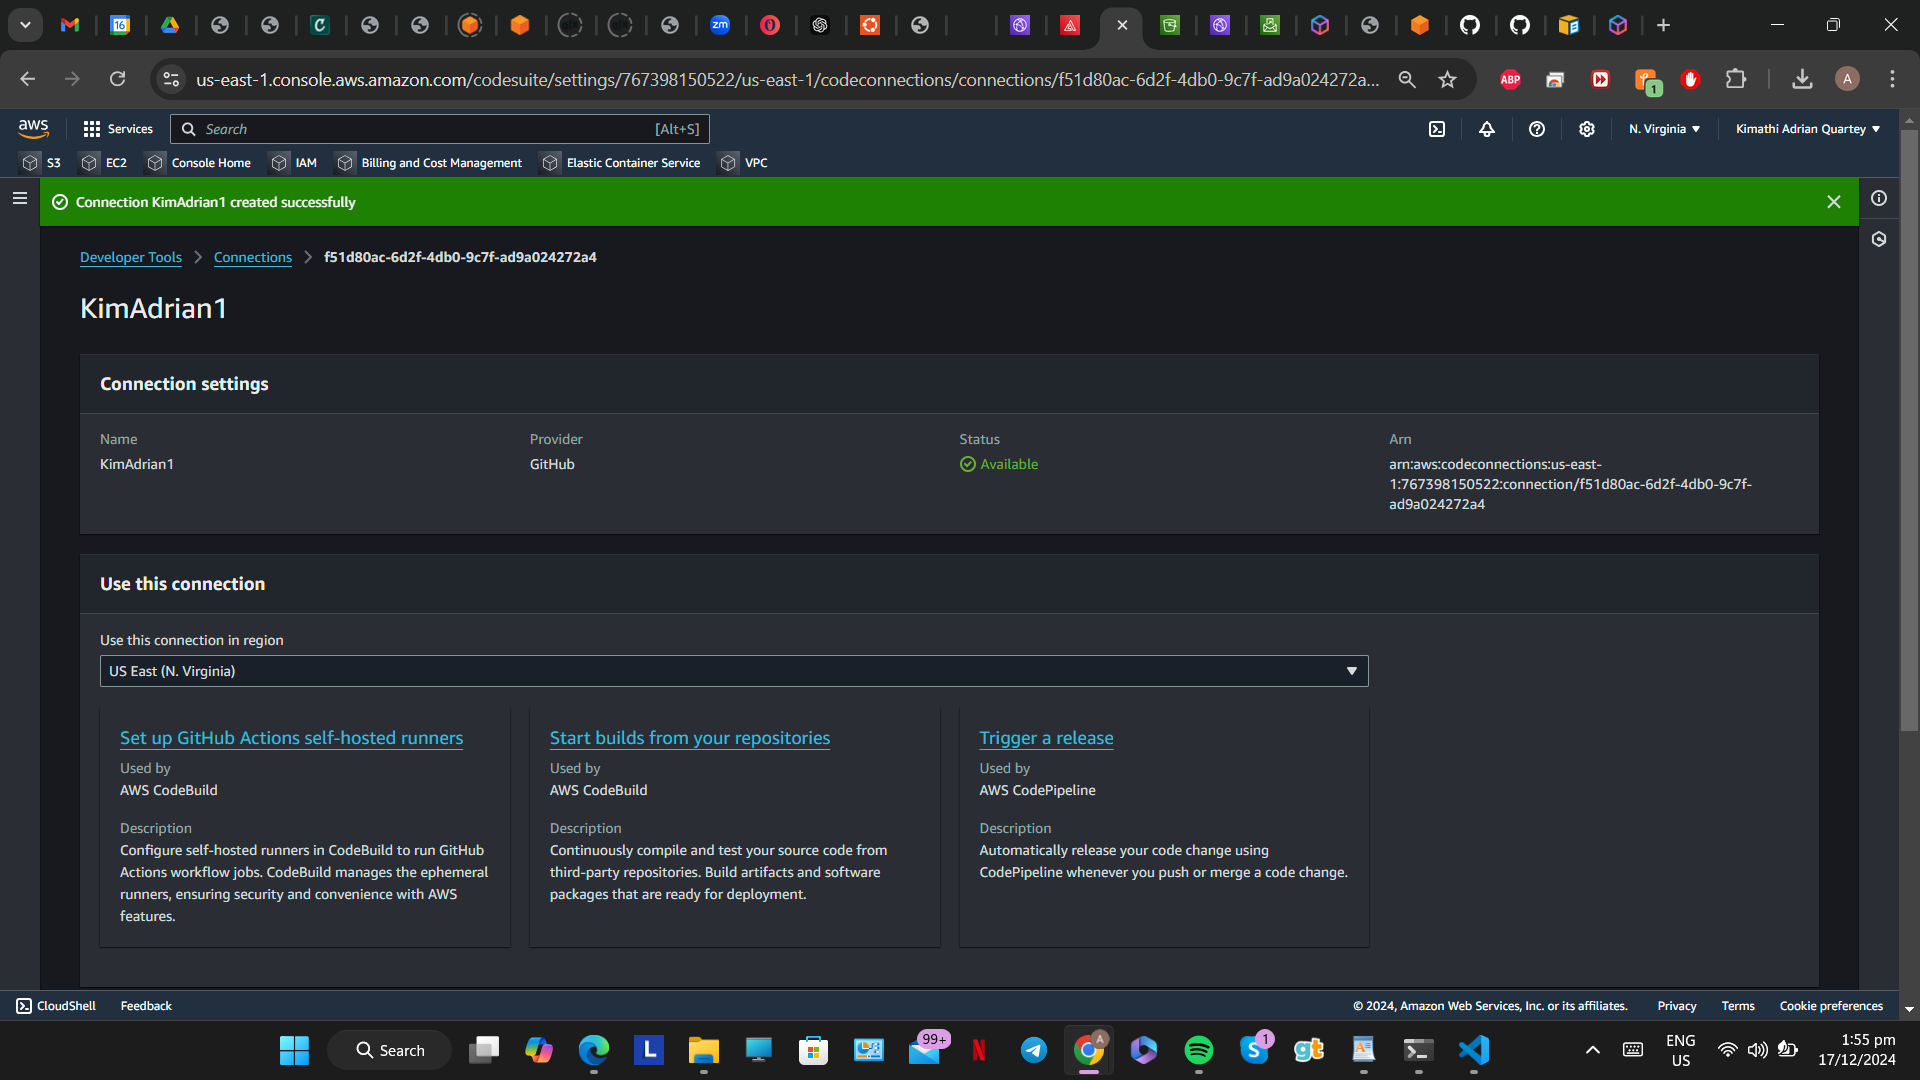 16
zm
us-east-1.console.aws.amazon.com/codesuite/settings/767398150522/us-east-1/codeconnections/connections/f51d80ac-6d2f-4db0-9c7f-ad9a024272a...
ABP
1
A
aws
Services
Search
[Alt+S]
N. Virginia
Kimathi Adrian Quartey
S3
EC2
Console Home
IAM
Billing and Cost Management
Elastic Container Service
VPC
Connection KimAdrian1 created successfully
Developer Tools
Connections
f51d80ac-6d2f-4db0-9c7f-ad9a024272a4
KimAdrian1
Connection settings
Name
KimAdrian1
Provider
GitHub
Status
Available
Arn
arn:aws:codeconnections:us-east-
1:767398150522:connection/f51d80ac-6d2f-4db0-9c7f-
ad9a024272a4
Use this connection
Use this connection in region
US East (N. Virginia)
Set up GitHub Actions self-hosted runners
Used by
AWS CodeBuild
Description
Configure self-hosted runners in CodeBuild to run GitHub
Actions workflow jobs. CodeBuild manages the ephemeral
runners, ensuring security and convenience with AWS
features.
Start builds from your repositories
Used by
AWS CodeBuild
Description
Continuously compile and test your source code from
third-party repositories. Build artifacts and software
packages that are ready for deployment.
Trigger a release
Used by
AWS CodePipeline
Description
Automatically release your code change using
CodePipeline whenever you push or merge a code change.
CloudShell
Feedback
© 2024, Amazon Web Services, Inc. or its affiliates.
Privacy
Terms
Cookie preferences
Search
L
99+
N
A
S
1
gt
ENG
US
1:55 pm
17/12/2024